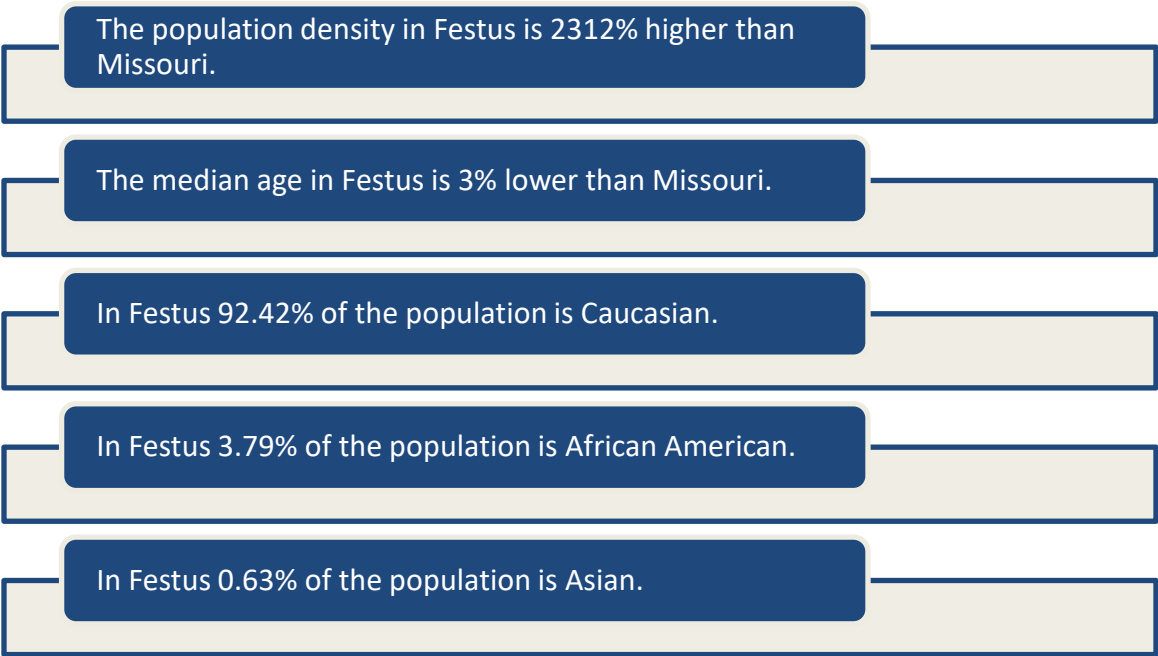 The population density in Festus is 2312% higher than
Missouri.
The median age in Festus is 3% lower than Missouri.
In Festus 92.42% of the population is Caucasian.
In Festus 3.79% of the population is African American.
In Festus 0.63% of the population is Asian.